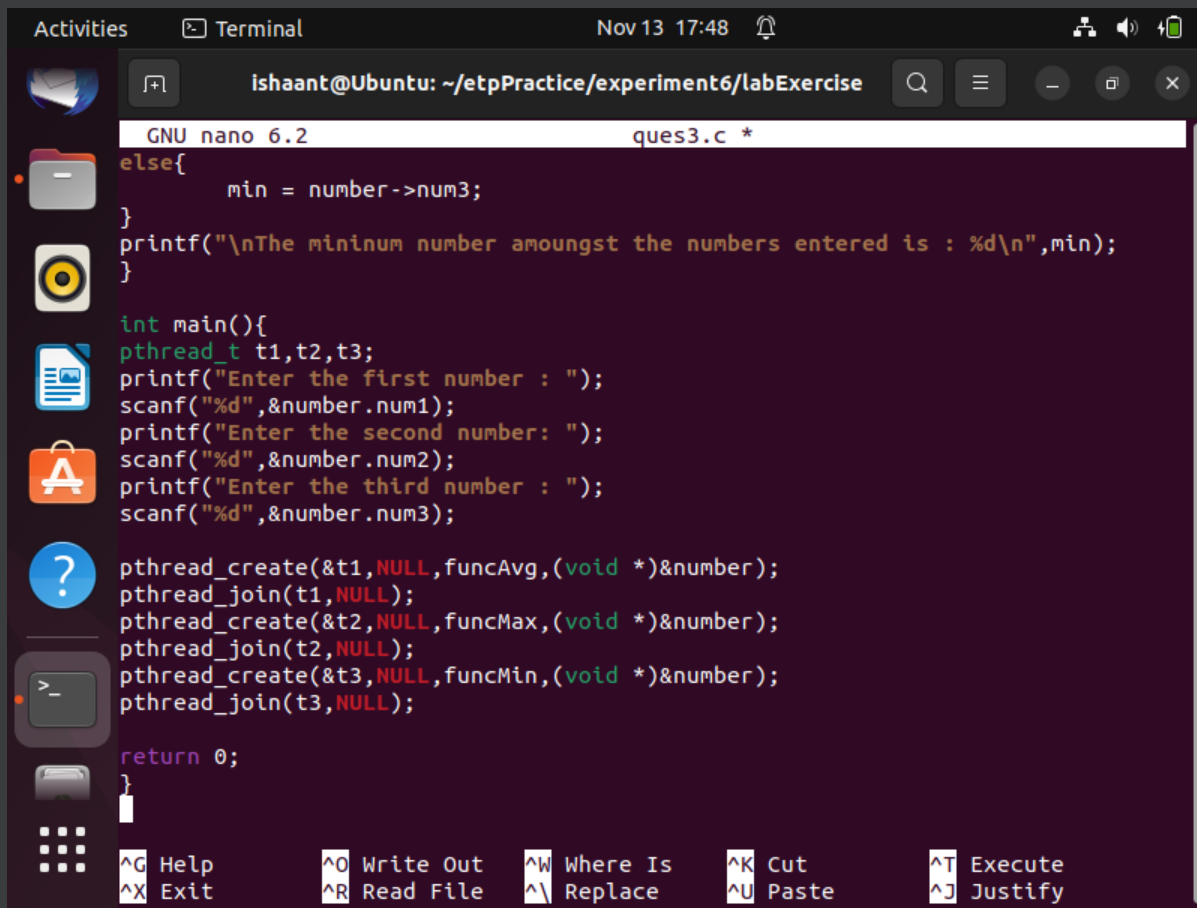 Activities Terminal Nov 13 17:48
ishaant@Ubuntu: ~/etpPractice/experiment6/labExercise
GNU nano 6.2 ques3.c *
else{
        min = number->num3;
}
printf("\nThe mininum number amoungst the numbers entered is : %d\n",min);
}

int main(){
pthread_t t1,t2,t3;
printf("Enter the first number : ");
scanf("%d",&number.num1);
printf("Enter the second number: ");
scanf("%d",&number.num2);
printf("Enter the third number : ");
scanf("%d",&number.num3);

pthread_create(&t1,NULL,funcAvg,(void *)&number);
pthread_join(t1,NULL);
pthread_create(&t2,NULL,funcMax,(void *)&number);
pthread_join(t2,NULL);
pthread_create(&t3,NULL,funcMin,(void *)&number);
pthread_join(t3,NULL);

return 0;
}
^G Help ^O Write Out ^W Where Is ^K Cut ^T Execute
^X Exit ^R Read File ^\ Replace ^U Paste ^J Justify